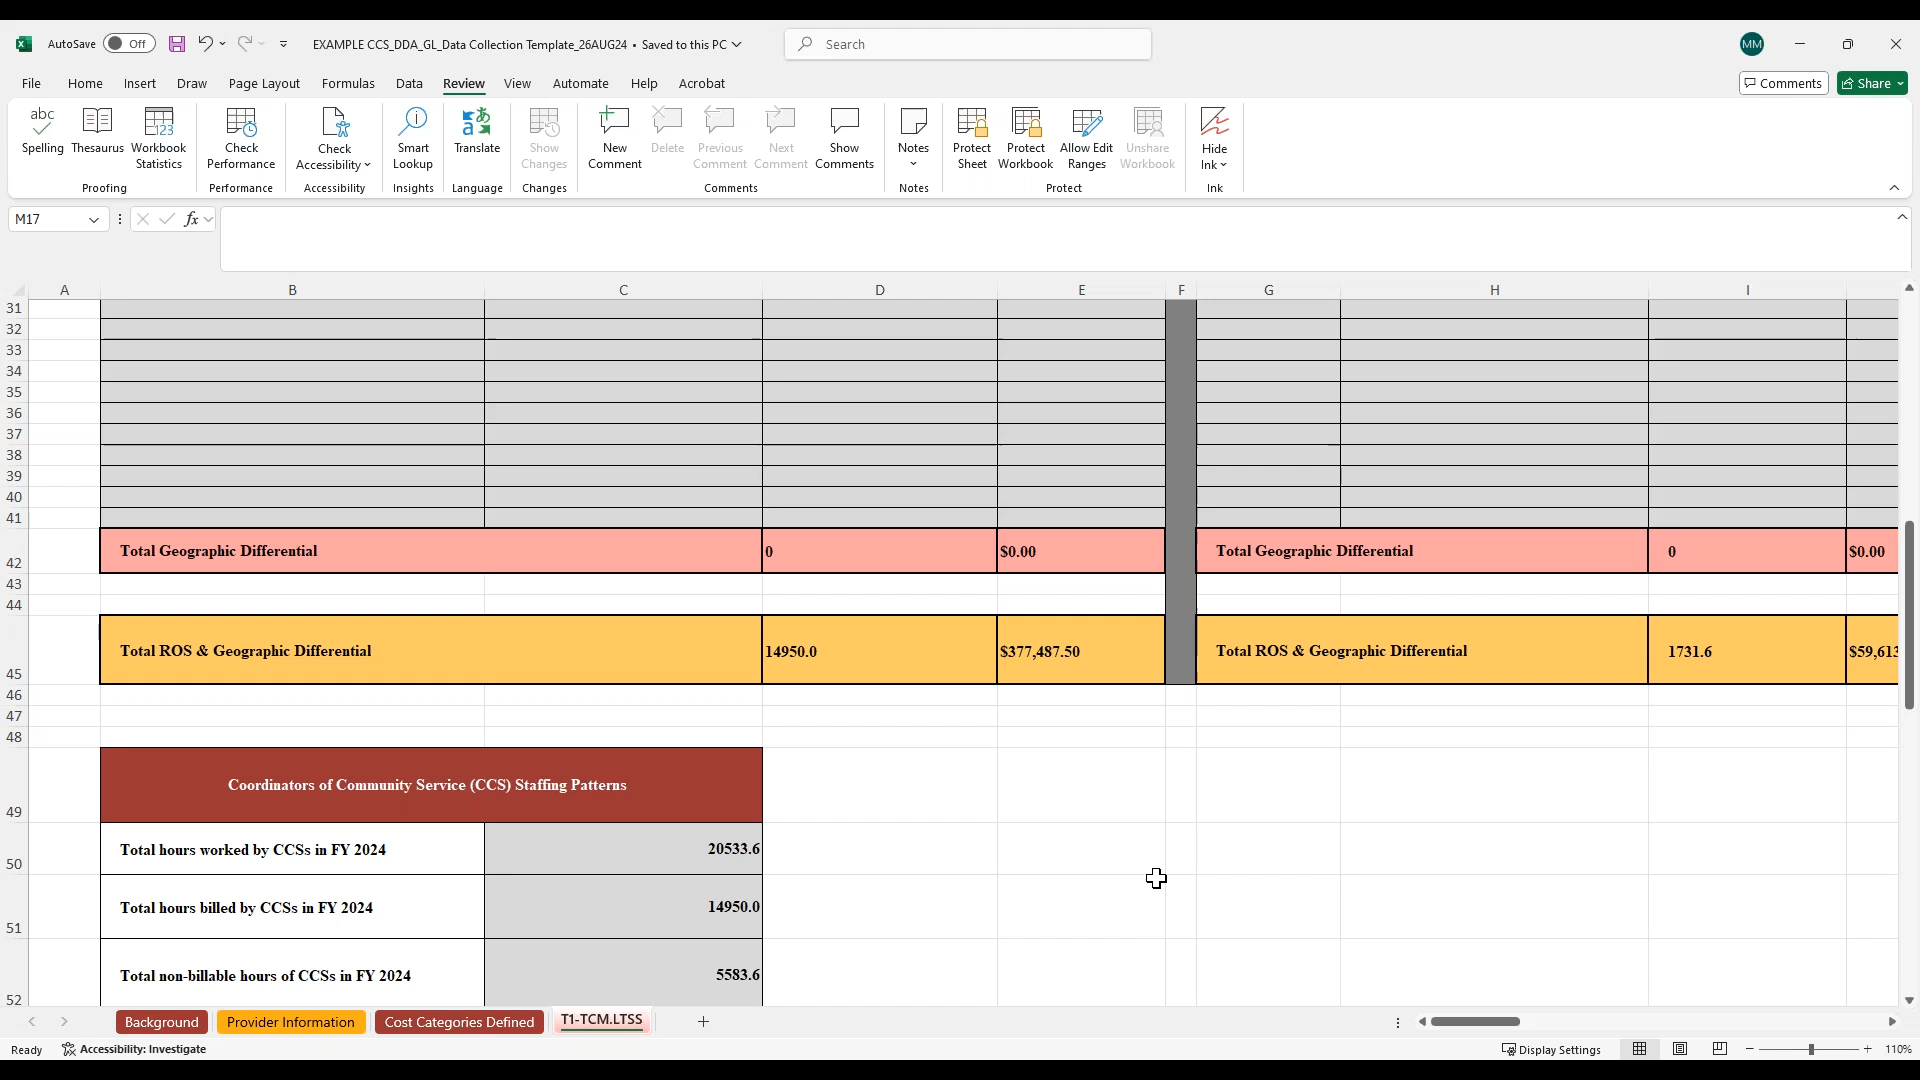 AutoSave Off EXAMPLE CCS_DDA_GL_Data Collection Template_26AUG24 • Saved to this PC Search MM
File Home Insert Draw Page Layout Formulas Data Review View Automate Help Acrobat Comments Share
abc 123
Spelling Thesaurus Workbook Statistics Check Performance Check Accessibility Smart Lookup Translate Show Changes New Comment Delete Previous Comment Next Comment Show Comments Notes Protect Sheet Protect Workbook Allow Edit Ranges Unshare Workbook Hide Ink
Proofing Performance Accessibility Insights Language Changes Comments Notes Protect Ink
M17 fx
A B C D E F G H I
31
32
33
34
35
36
37
38
39
40
41
42 Total Geographic Differential 0 $0.00 Total Geographic Differential 0 $0.00
43
44
45 Total ROS & Geographic Differential 14950.0 $377,487.50 Total ROS & Geographic Differential 1731.6 $59,613
46
47
48
49 Coordinators of Community Service (CCS) Staffing Patterns
50 Total hours worked by CCSs in FY 2024 20533.6
51 Total hours billed by CCSs in FY 2024 14950.0
52 Total non-billable hours of CCSs in FY 2024 5583.6
Background Provider Information Cost Categories Defined T1-TCM.LTSS
Ready Accessibility: Investigate Display Settings 110%